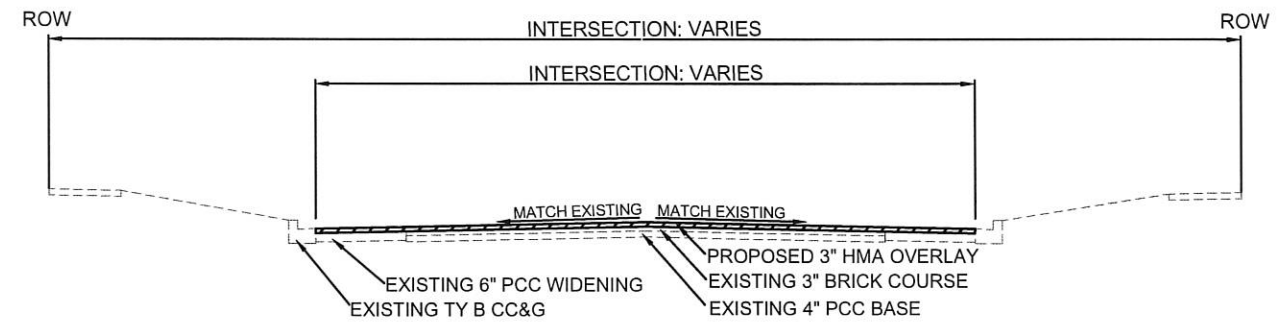 ROW
ROW
INTERSECTION: VARIES
INTERSECTION: VARIES
MATCH EXISTING
MATCH EXISTING
PROPOSED 3" HMA OVERLAY
EXISTING 6" PCC WIDENING
EXISTING 3" BRICK COURSE
EXISTING TY B CC&G
EXISTING 4" PCC BASE